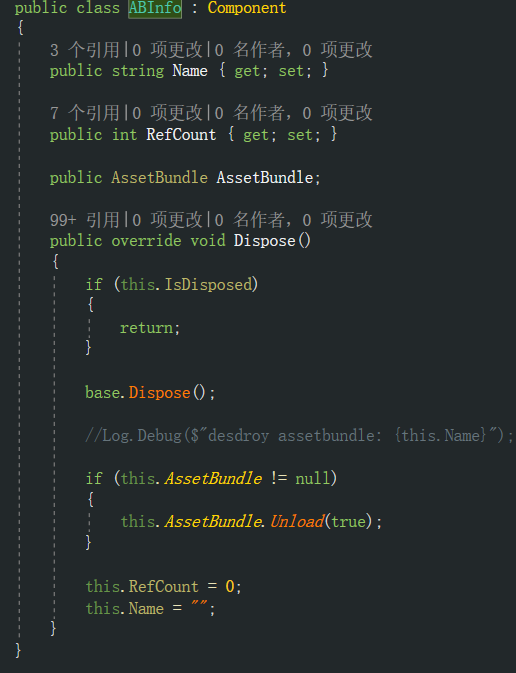 public class ABInfo : Component
{
3 个引用|0 项更改|0 名作者，0 项更改
public string Name { get; set; }
7 个引用|0 项更改|0 名作者，0 项更改
public int RefCount { get; set; }
public AssetBundle AssetBundle;
99+ 引用|0 项更改|0 名作者，0 项更改
public override void Dispose()
{
if (this.IsDisposed)
{
return;
}
base.Dispose();
//Log.Debug($"desdroy assetbundle: {this.Name}");
if (this.AssetBundle != null)
{
this.AssetBundle.Unload(true);
}
this.RefCount = 0;
this.Name = "";
}
}